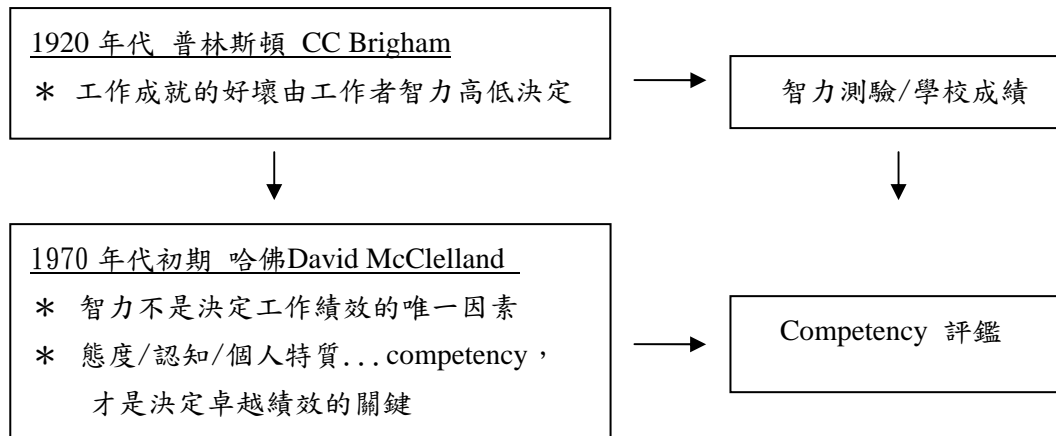 1920 年代 普林斯頓 CC Brigham
＊ 工作成就的好壞由工作者智力高低決定
智力測驗/學校成績
1970 年代初期 哈佛David McClelland
＊ 智力不是決定工作績效的唯一因素
＊ 態度/認知/個人特質...competency，
才是決定卓越績效的關鍵
Competency 評鑑